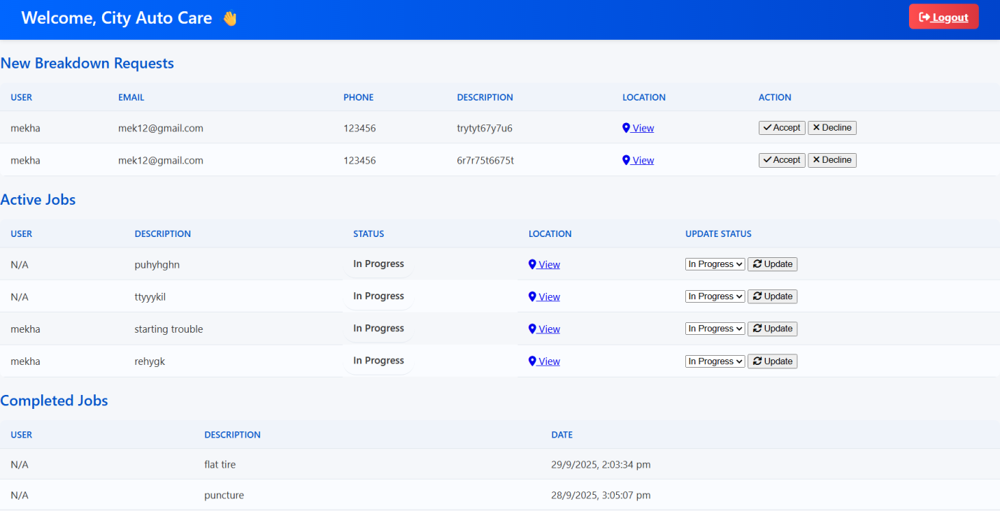 Welcome, City Auto Care 👋 Logout
New Breakdown Requests
USER EMAIL PHONE DESCRIPTION LOCATION ACTION
mekha mek12@gmail.com 123456 trytyt67y7u6 View Accept Decline
mekha mek12@gmail.com 123456 6r7r75t6675t View Accept Decline
Active Jobs
USER DESCRIPTION STATUS LOCATION UPDATE STATUS
N/A puhyhghn In Progress View In Progress Update
N/A ttyyykil In Progress View In Progress Update
mekha starting trouble In Progress View In Progress Update
mekha rehygk In Progress View In Progress Update
Completed Jobs
USER DESCRIPTION DATE
N/A flat tire 29/9/2025, 2:03:34 pm
N/A puncture 28/9/2025, 3:05:07 pm